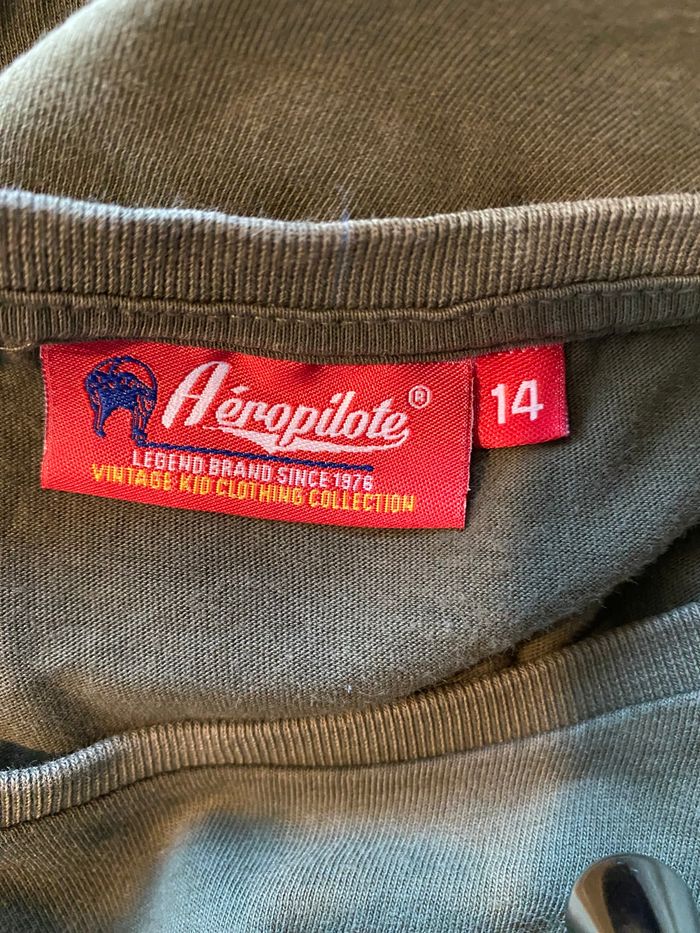 Aéropilote®
14
LEGEND BRAND SINCE 1976
VINTAGE KID CLOTHING COLLECTION